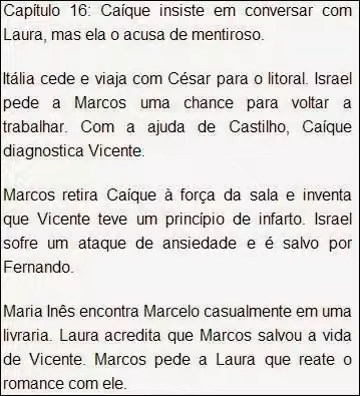 Capítulo 16: Caíque insiste em conversar com
Laura, mas ela o acusa de mentiroso.
Itália cede e viaja com César para o litoral. Israel
pede a Marcos uma chance para voltar a
trabalhar. Com a ajuda de Castilho, Caíque
diagnostica Vicente.
Marcos retira Caíque à força da sala e inventa
que Vicente teve um princípio de infarto. Israel
sofre um ataque de ansiedade e é salvo por
Fernando.
Maria Inês encontra Marcelo casualmente em uma
livraria. Laura acredita que Marcos salvou a vida
de Vicente. Marcos pede a Laura que reate o
romance com ele.